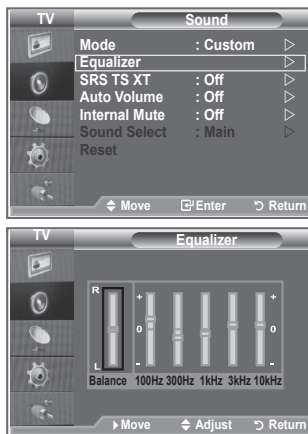 TV Sound
Mode : Custom
Equalizer
SRS TS XT : Off
Auto Volume : Off
Internal Mute : Off
Sound Select : Main
Reset
Move Enter Return
TV Equalizer
R
+ +
0 0
L - -
Balance 100Hz 300Hz 1kHz 3kHz 10kHz
Move Adjust Return